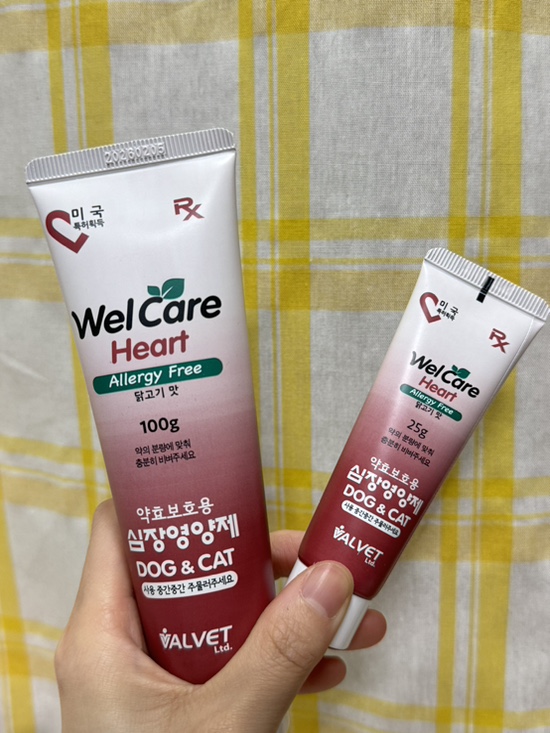 20260205
미 국
특허획득
Rx
WelCare
Heart
Allergy Free
닭고기 맛
100g
약의 분량에 맞춰
충분히 비벼주세요
약효보호용
심장영양제
DOG & CAT
사용 중간중간 주물러주세요
VALVET
Ltd.
미 국
특허획득
Rx
WelCare
Heart
Allergy Free
닭고기 맛
25g
약의 분량에 맞춰
충분히 비벼주세요
약효보호용
심장영양제
DOG & CAT
사용 중간중간 주물러주세요
VALVET
Ltd.